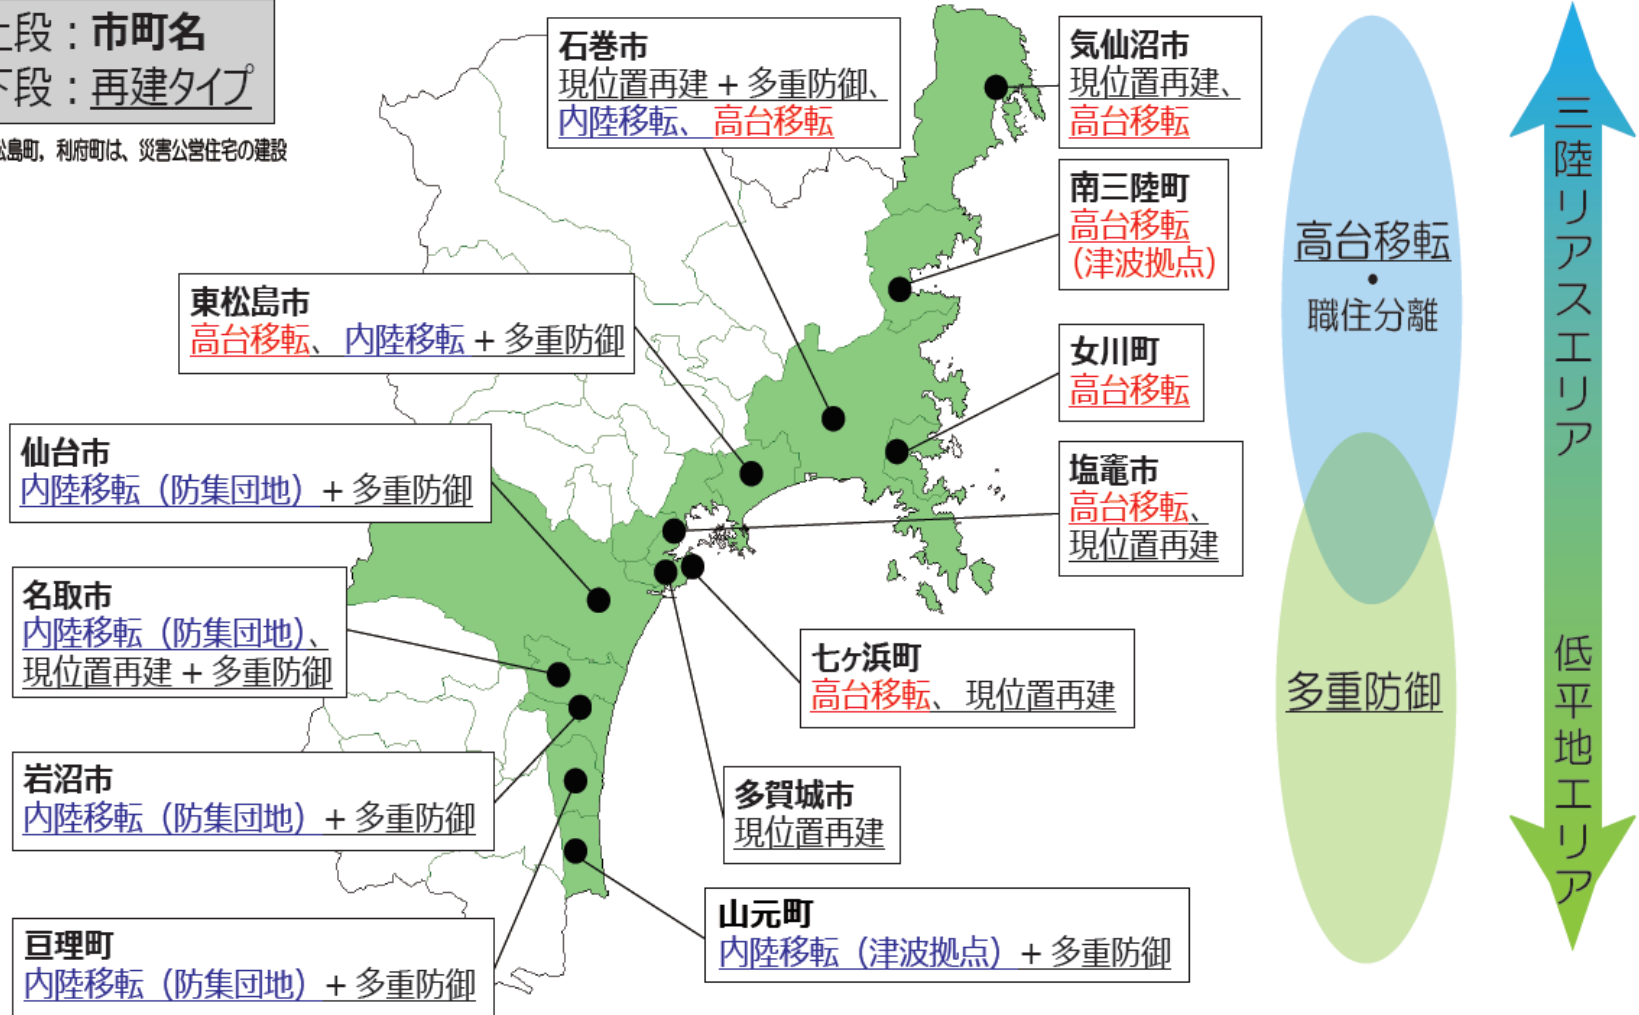 上段：市町名
下段：再建タイプ
松島町，利府町は、災害公営住宅の建設
石巻市
現位置再建 + 多重防御、
内陸移転、高台移転
気仙沼市
現位置再建、
高台移転
南三陸町
高台移転
(津波拠点)
東松島市
高台移転、内陸移転 + 多重防御
女川町
高台移転
仙台市
内陸移転（防集団地）+ 多重防御
塩竈市
高台移転、
現位置再建
名取市
内陸移転（防集団地）、
現位置再建 + 多重防御
七ヶ浜町
高台移転、現位置再建
岩沼市
内陸移転（防集団地）+ 多重防御
多賀城市
現位置再建
山元町
内陸移転（津波拠点）+ 多重防御
亘理町
内陸移転（防集団地）+ 多重防御
高台移転
・
職住分離
多重防御
三陸リアスエリア
低平地エリア